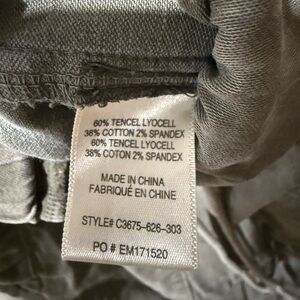 60% TENCEL LYOCELL
38% COTTON 2% SPANDEX
60% TENCEL LYOCELL
38% COTON 2% SPANDEX
MADE IN CHINA
FABRIQUÉ EN CHINE
STYLE# C3675-626-303
PO # EM171520